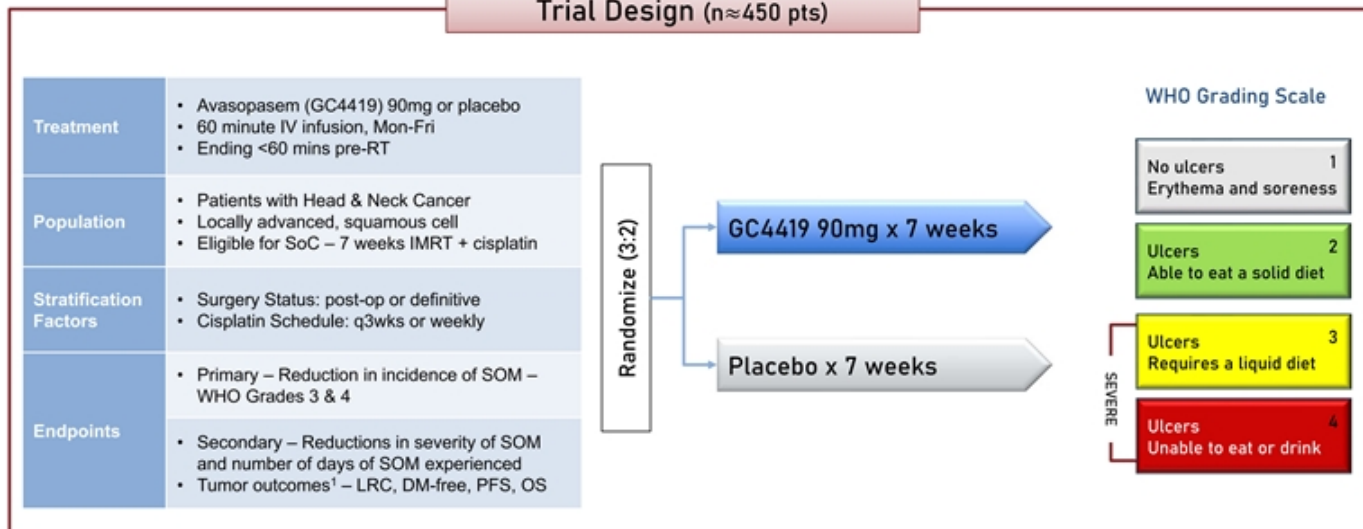 Trial Design (n≈450 pts)
Treatment
• Avasopasem (GC4419) 90mg or placebo
• 60 minute IV infusion, Mon-Fri
• Ending <60 mins pre-RT
Population
• Patients with Head & Neck Cancer
• Locally advanced, squamous cell
• Eligible for SoC – 7 weeks IMRT + cisplatin
Stratification
Factors
• Surgery Status: post-op or definitive
• Cisplatin Schedule: q3wks or weekly
Endpoints
• Primary – Reduction in incidence of SOM –
WHO Grades 3 & 4
• Secondary – Reductions in severity of SOM
and number of days of SOM experienced
• Tumor outcomes¹ – LRC, DM-free, PFS, OS
Randomize (3:2)
GC4419 90mg x 7 weeks
Placebo x 7 weeks
WHO Grading Scale
1
No ulcers
Erythema and soreness
2
Ulcers
Able to eat a solid diet
3
Ulcers
Requires a liquid diet
4
Ulcers
Unable to eat or drink
SEVERE